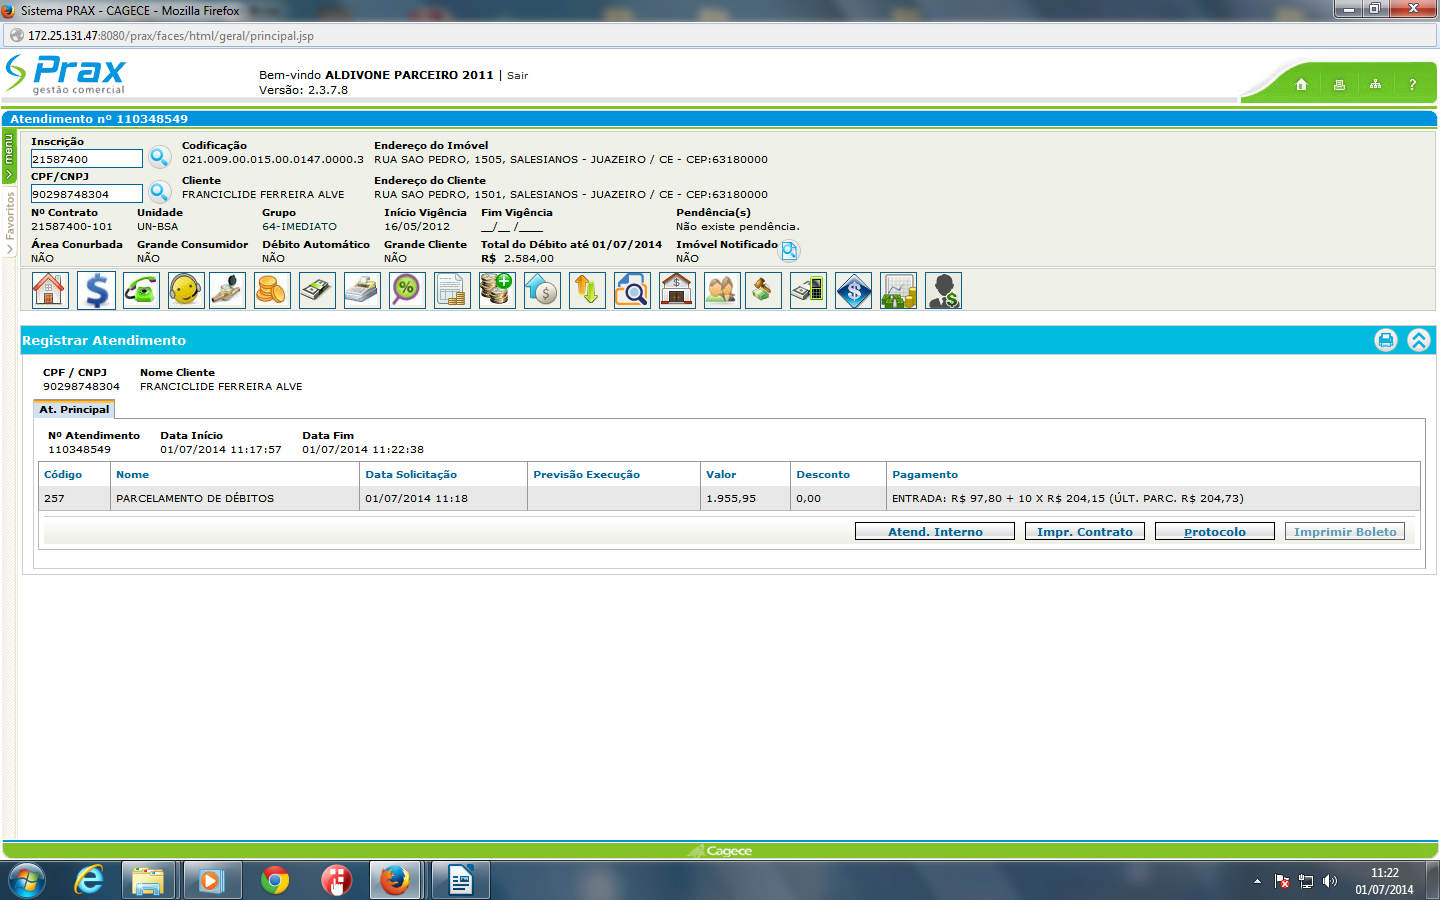 Sistema PRAX - CAGECE - Mozilla Firefox
172.25.131.47:8080/prax/faces/html/geral/principal.jsp
Prax
gestão comercial
Bem-vindo ALDIVONE PARCEIRO 2011 | Sair
Versão: 2.3.7.8
?
Atendimento nº 110348549
menu
Favoritos
Inscrição
21587400
Codificação
021.009.00.015.00.0147.0000.3
Endereço do Imóvel
RUA SAO PEDRO, 1505, SALESIANOS - JUAZEIRO / CE - CEP:63180000
CPF/CNPJ
90298748304
Cliente
FRANCICLIDE FERREIRA ALVE
Endereço do Cliente
RUA SAO PEDRO, 1501, SALESIANOS - JUAZEIRO / CE - CEP:63180000
Nº Contrato Unidade Grupo Início Vigência Fim Vigência Pendência(s)
21587400-101 UN-BSA 64-IMEDIATO 16/05/2012 __/__ /____ Não existe pendência.
Área Conurbada Grande Consumidor Débito Automático Grande Cliente Total do Débito até 01/07/2014 Imóvel Notificado
NÃO NÃO NÃO NÃO R$ 2.584,00 NÃO
Registrar Atendimento
CPF / CNPJ Nome Cliente
90298748304 FRANCICLIDE FERREIRA ALVE
At. Principal
Nº Atendimento Data Início Data Fim
110348549 01/07/2014 11:17:57 01/07/2014 11:22:38
Código Nome Data Solicitação Previsão Execução Valor Desconto Pagamento
257 PARCELAMENTO DE DÉBITOS 01/07/2014 11:18 1.955,95 0,00 ENTRADA: R$ 97,80 + 10 X R$ 204,15 (ÚLT. PARC. R$ 204,73)
Atend. Interno Impr. Contrato Protocolo Imprimir Boleto
Cagece
11:22
01/07/2014